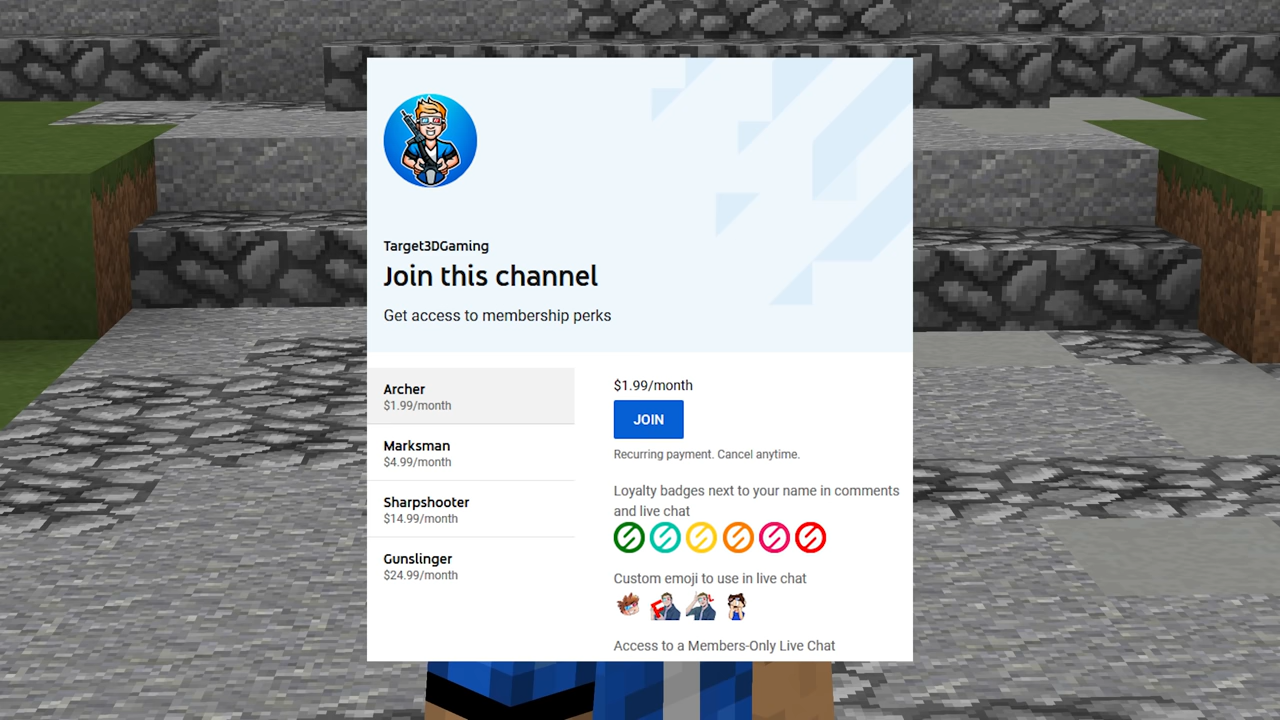 Target3DGaming
Join this channel
Get access to membership perks
Archer
$1.99/month
Marksman
$4.99/month
Sharpshooter
$14.99/month
Gunslinger
$24.99/month
$1.99/month
JOIN
Recurring payment. Cancel anytime.
Loyalty badges next to your name in comments
and live chat
Custom emoji to use in live chat
Access to a Members-Only Live Chat